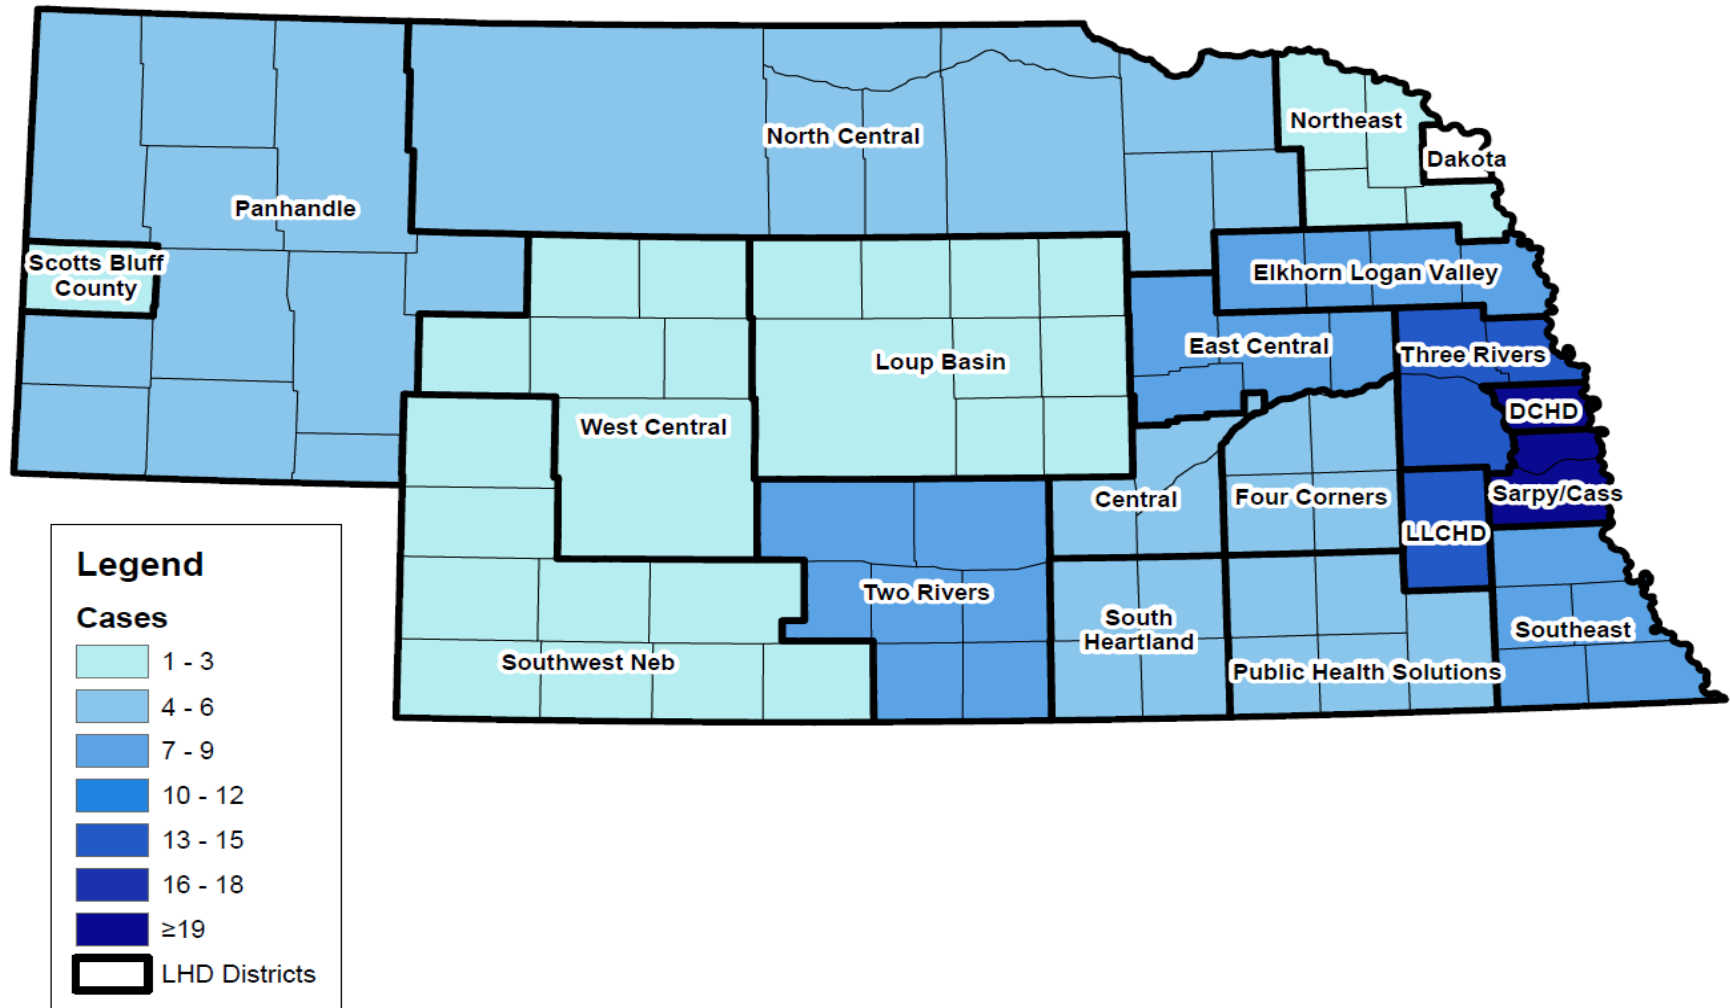 North Central
Northeast
Dakota
Panhandle
Scotts Bluff
County
Elkhorn Logan Valley
East Central
Three Rivers
Loup Basin
DCHD
West Central
Central
Four Corners
Sarpy/Cass
LLCHD
Two Rivers
South
Heartland
Southeast
Southwest Neb
Public Health Solutions
Legend
Cases
1 - 3
4 - 6
7 - 9
10 - 12
13 - 15
16 - 18
≥19
LHD Districts